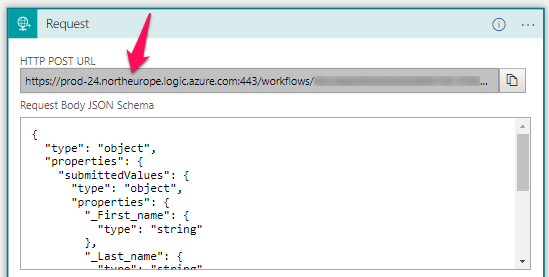 Request
HTTP POST URL
https://prod-24.northeurope.logic.azure.com:443/workflows/ ...
Request Body JSON Schema
{
  "type": "object",
  "properties": {
    "submittedValues": {
      "type": "object",
      "properties": {
        "_First_name": {
          "type": "string"
        },
        "_Last_name": {
          "type": "string"